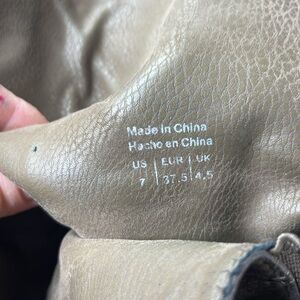 Made in China
Hecho en China
US | EUR | UK
7 | 37.5 | 4.5